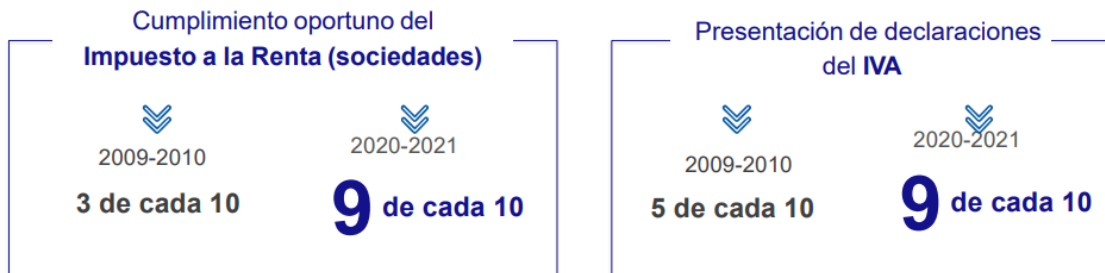 Cumplimiento oportuno del
Impuesto a la Renta (sociedades)
2009-2010
2020-2021
3 de cada 10
9 de cada 10
Presentación de declaraciones
del IVA
2009-2010
2020-2021
5 de cada 10
9 de cada 10